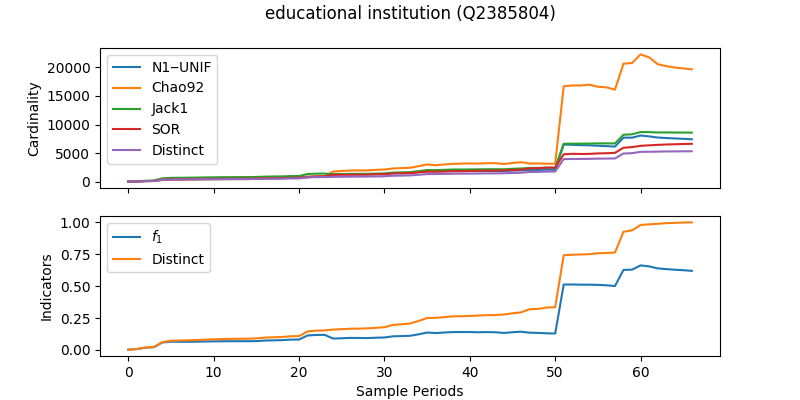 educational institution (Q2385804)
Cardinality
20000
15000
10000
5000
0
N1−UNIF
Chao92
Jack1
SOR
Distinct
Indicators
1.00
0.75
0.50
0.25
0.00
f1
Distinct
0 10 20 30 40 50 60
Sample Periods